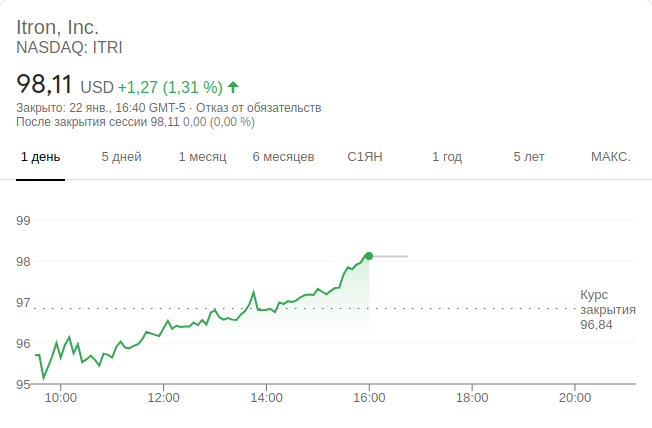 Itron, Inc.
NASDAQ: ITRI
98,11 USD +1,27 (1,31 %)
Закрыто: 22 янв., 16:40 GMT-5 · Отказ от обязательств
После закрытия сессии 98,11 0,00 (0,00 %)
1 день 5 дней 1 месяц 6 месяцев С1ЯН 1 год 5 лет МАКС.
99
98
97
Курс
закрытия
96,84
96
95
10:00 12:00 14:00 16:00 18:00 20:00